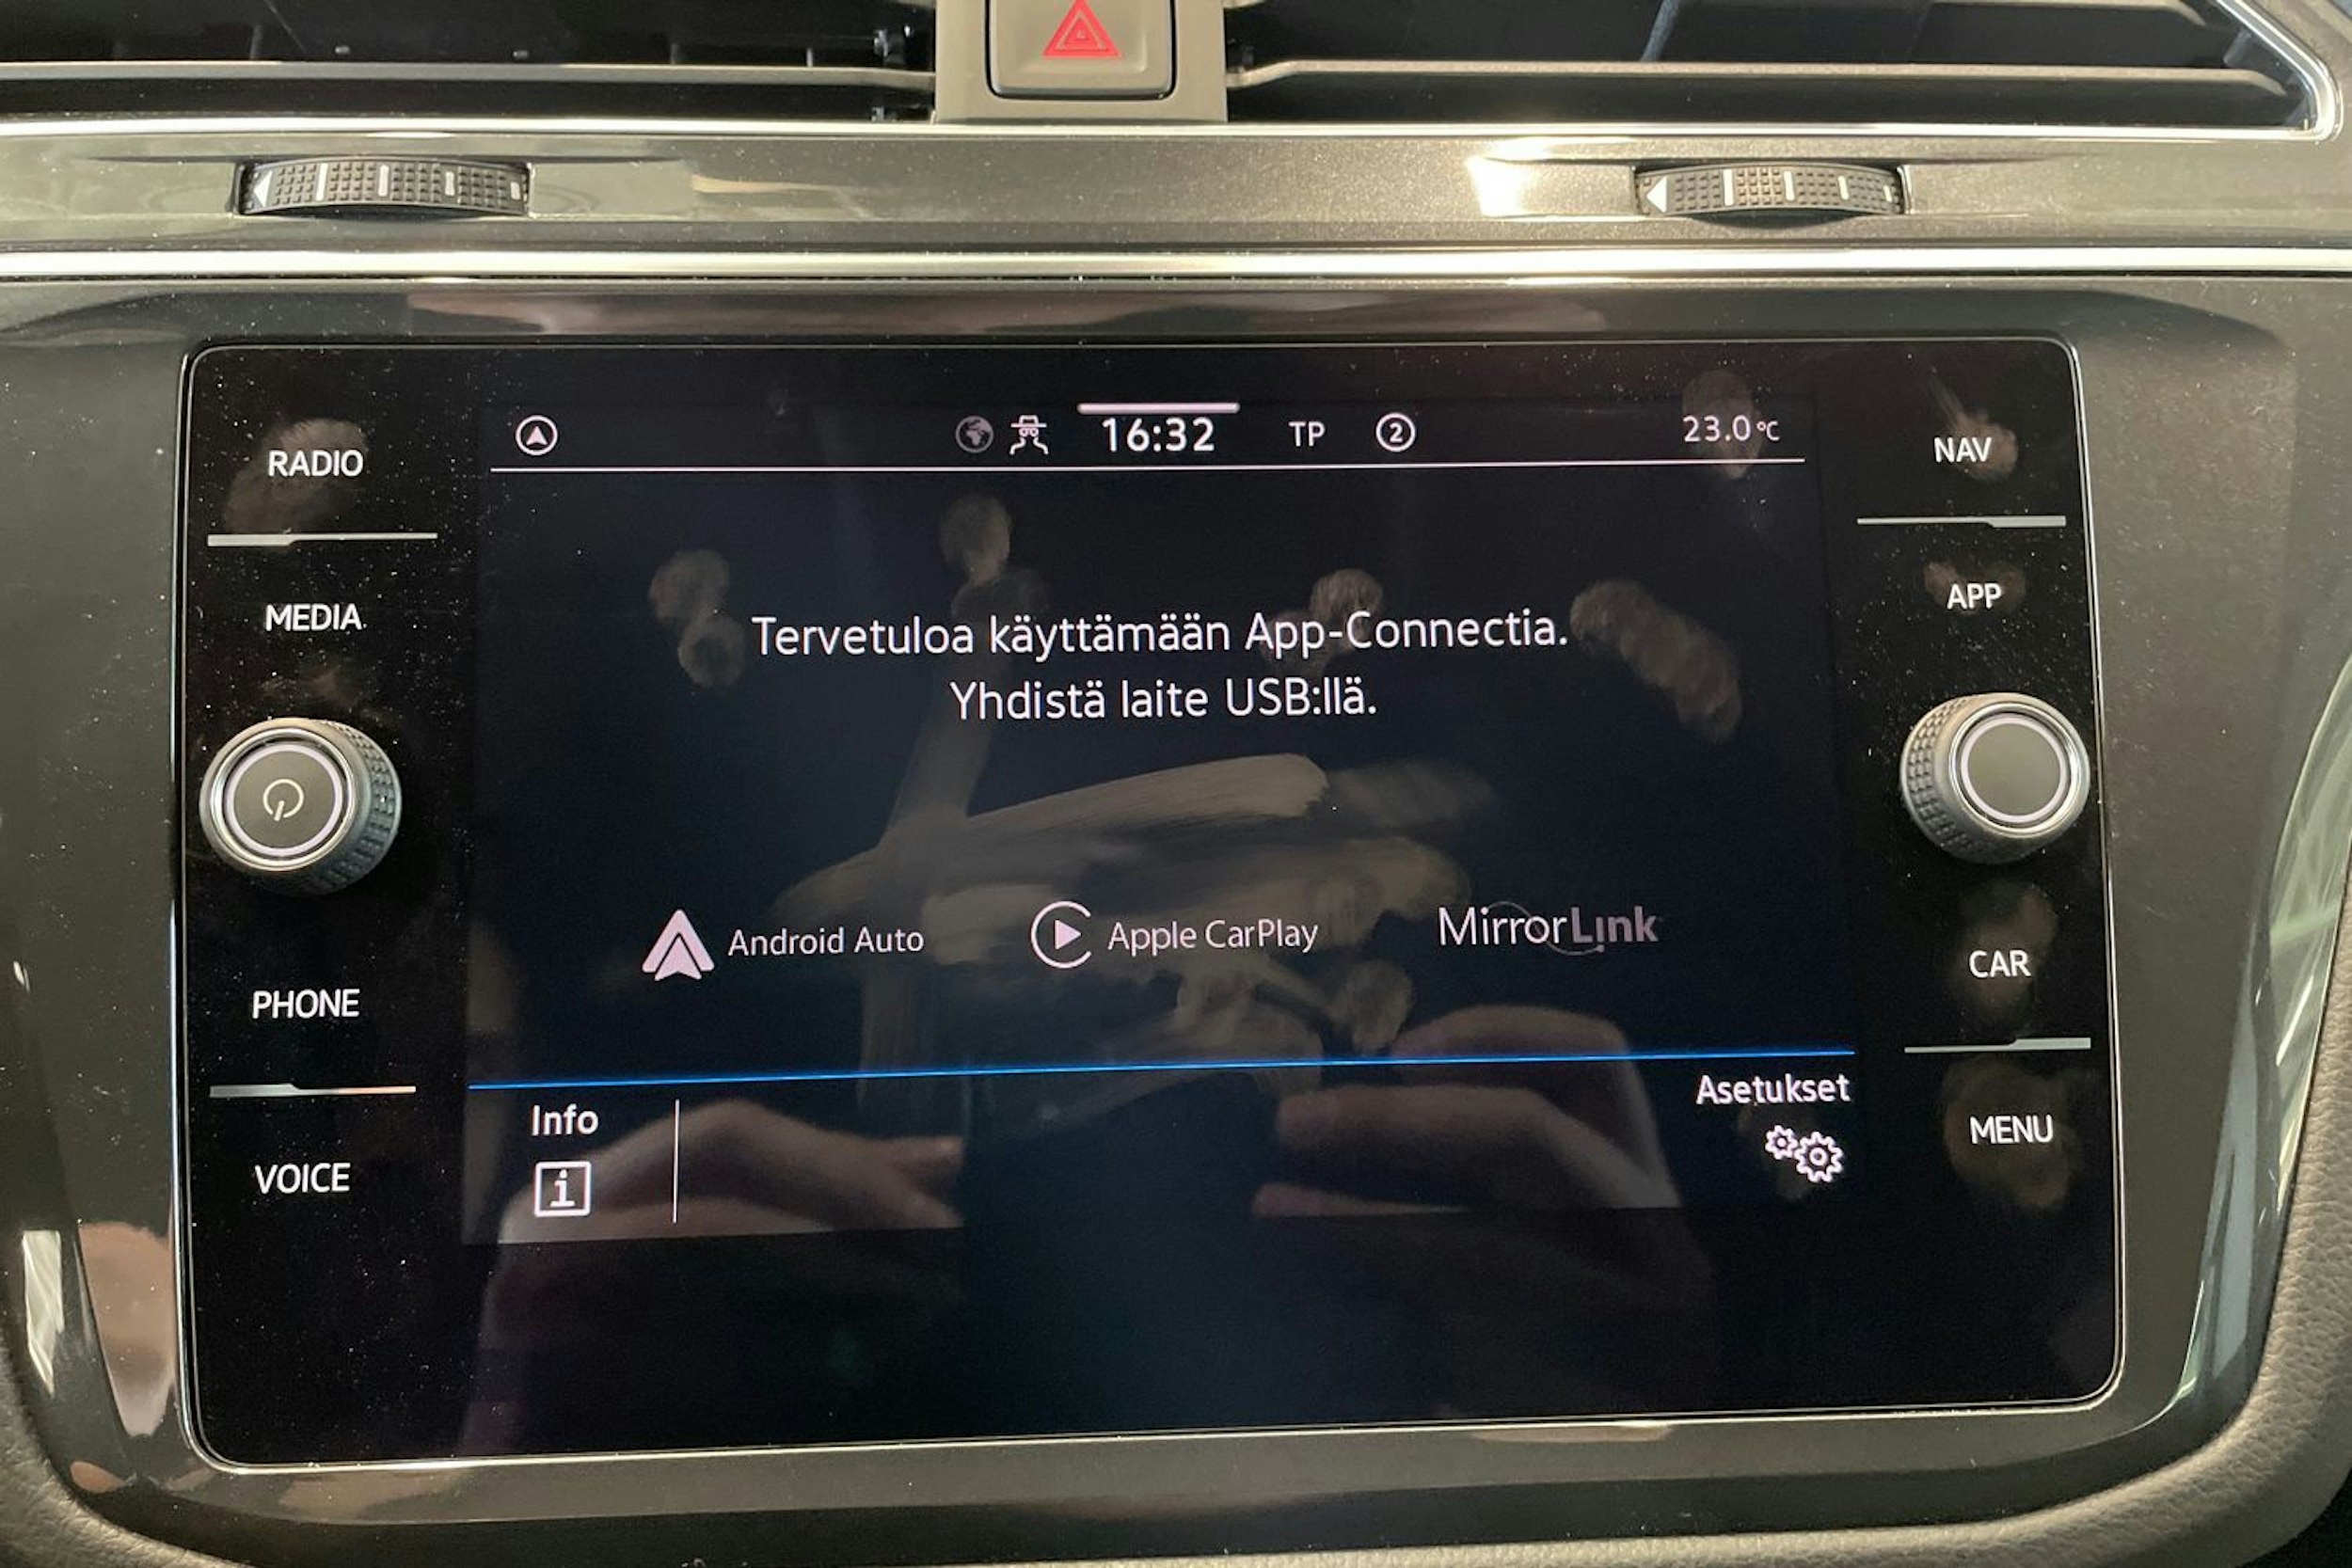 RADIO
MEDIA
PHONE
VOICE
16:32
TP
2
23.0°C
Tervetuloa käyttämään App-Connectia.
Yhdistä laite USB:llä.
Android Auto
Apple CarPlay
MirrorLink
Info
i
Asetukset
NAV
APP
CAR
MENU